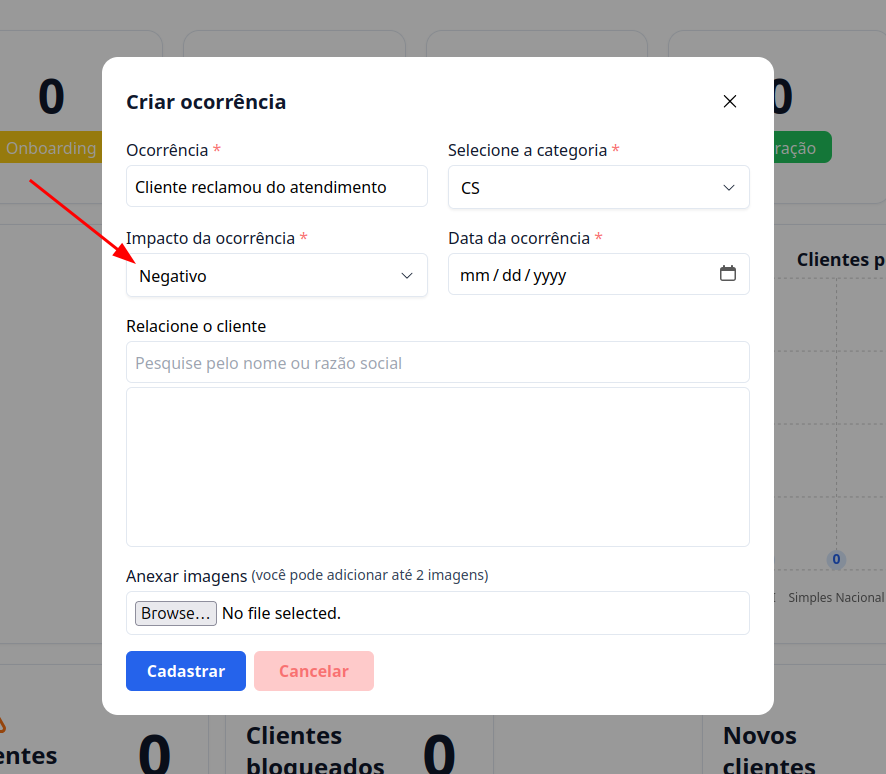 0
0
Onboarding
ração
Criar ocorrência
Ocorrência *
Selecione a categoria *
Cliente reclamou do atendimento
CS
Impacto da ocorrência *
Data da ocorrência *
Negativo
mm / dd / yyyy
Clientes p
Relacione o cliente
Pesquise pelo nome ou razão social
0
Simples Nacional
Anexar imagens (você pode adicionar até 2 imagens)
Browse... No file selected.
Cadastrar
Cancelar
entes
0
Clientes
bloqueados
0
Novos
clientes